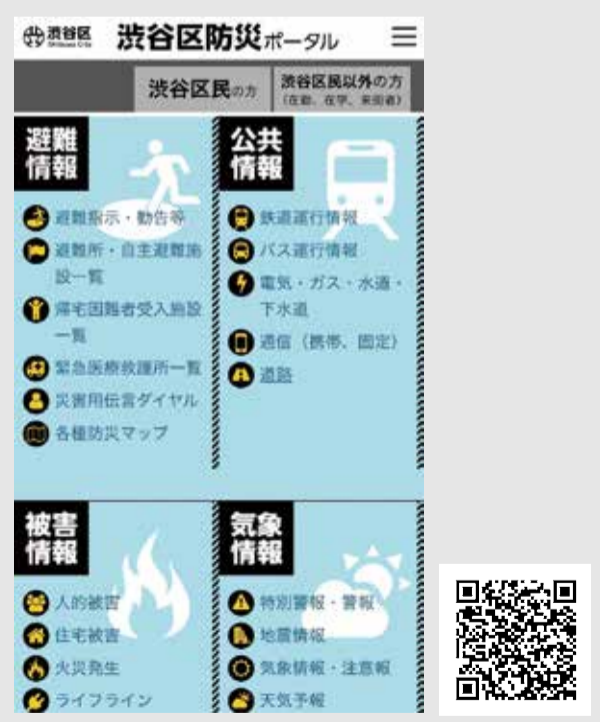 渋谷区
Shibuya City
渋谷区防災ポータル
渋谷区民の方
渋谷区民以外の方
（在勤、在学、来街者）
避難
情報
避難指示・勧告等
避難所・自主避難施
設一覧
帰宅困難者受入施設
一覧
緊急医療救護所一覧
災害用伝言ダイヤル
各種防災マップ
公共
情報
鉄道運行情報
バス運行情報
電気・ガス・水道・
下水道
通信（携帯、固定）
道路
被害
情報
人的被害
住宅被害
火災発生
ライフライン
気象
情報
特別警報・警報
地震情報
気象情報・注意報
天気予報